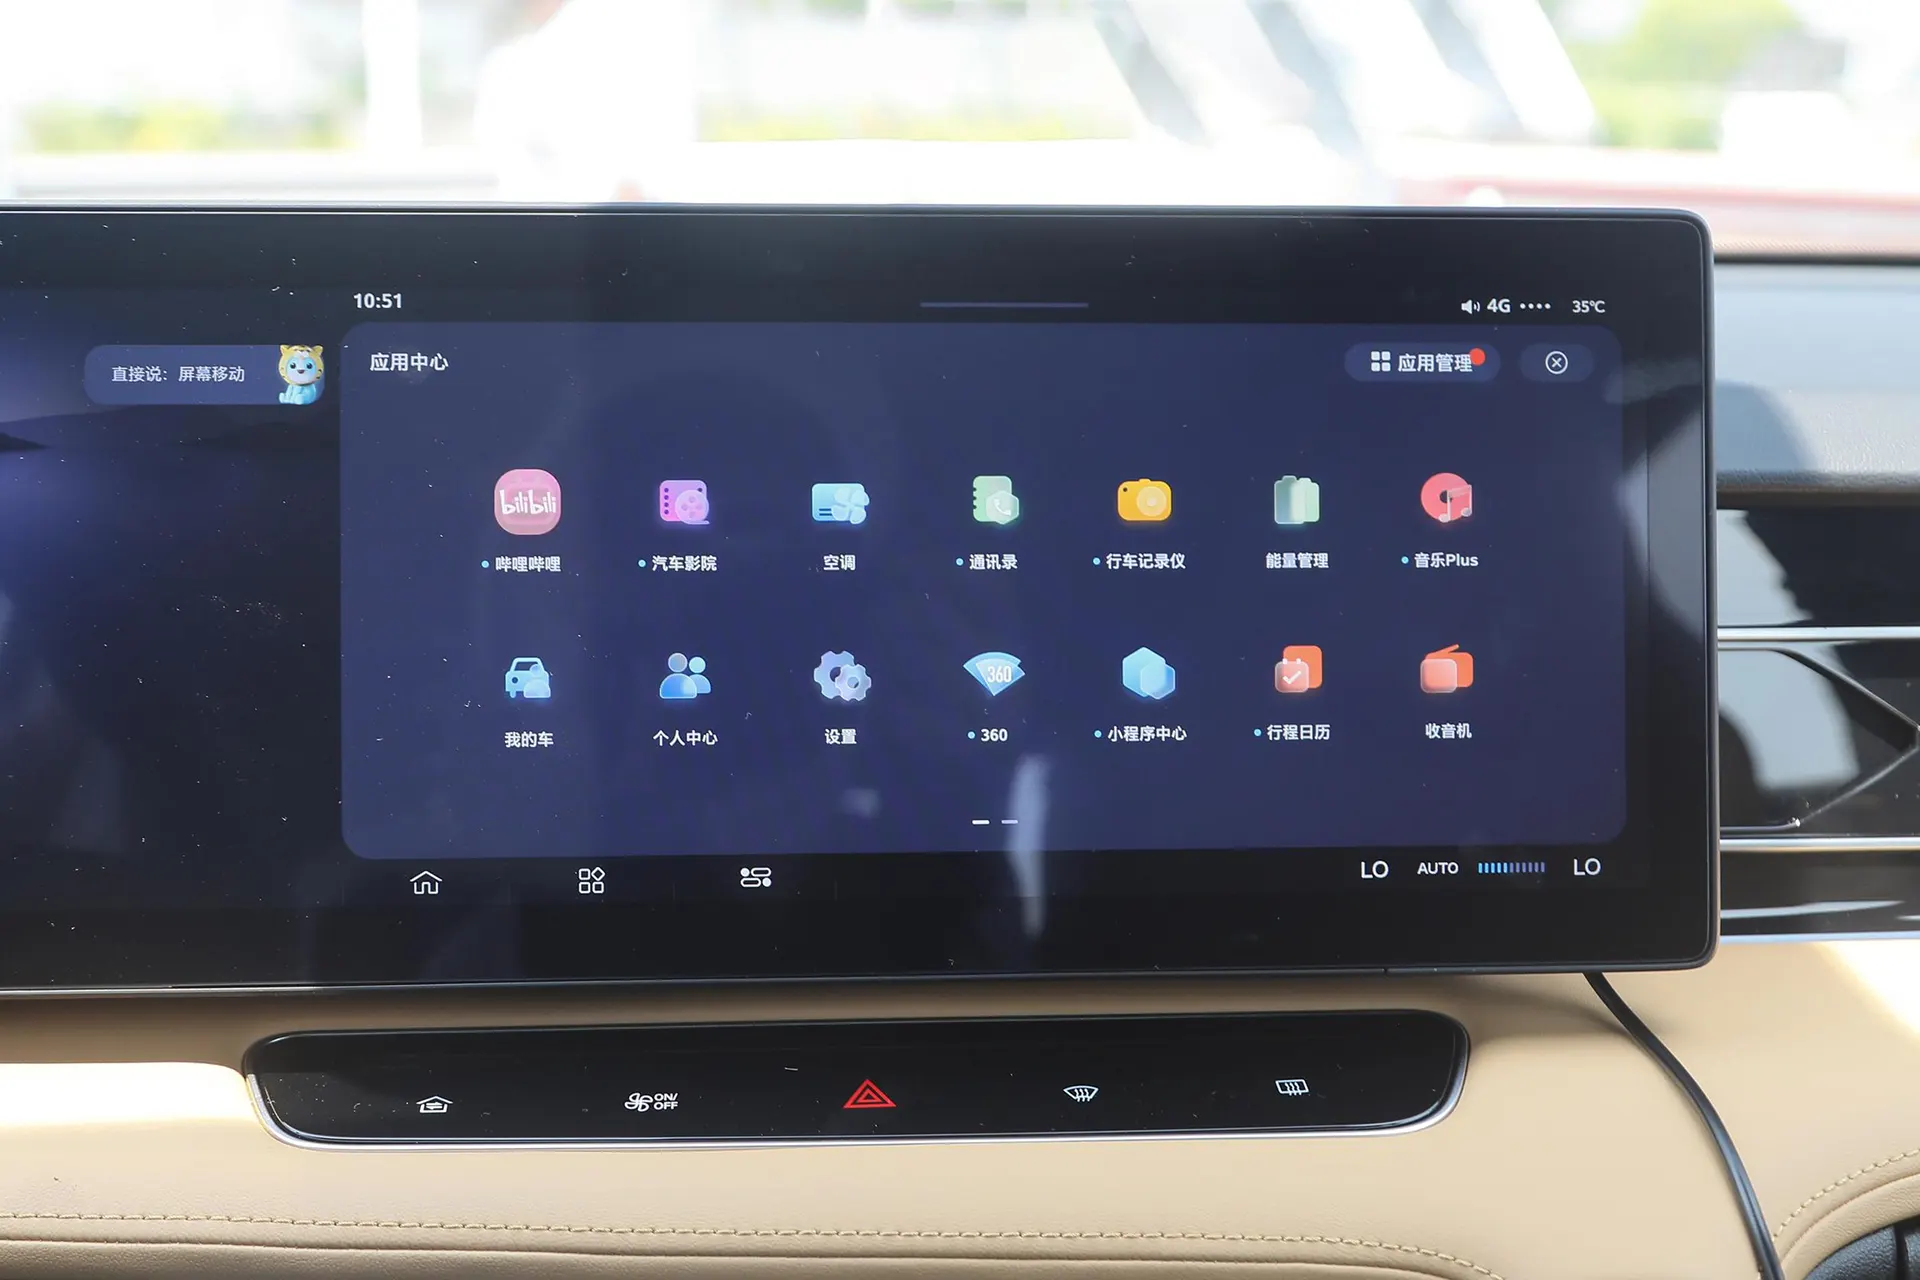 10:51
4G
35℃
直接说：屏幕移动
应用中心
应用管理
bilibili
哔哩哔哩
汽车影院
空调
通讯录
行车记录仪
能量管理
音乐Plus
360
我的车
个人中心
设置
360
小程序中心
行程日历
收音机
LO
AUTO
LO
ON/
OFF